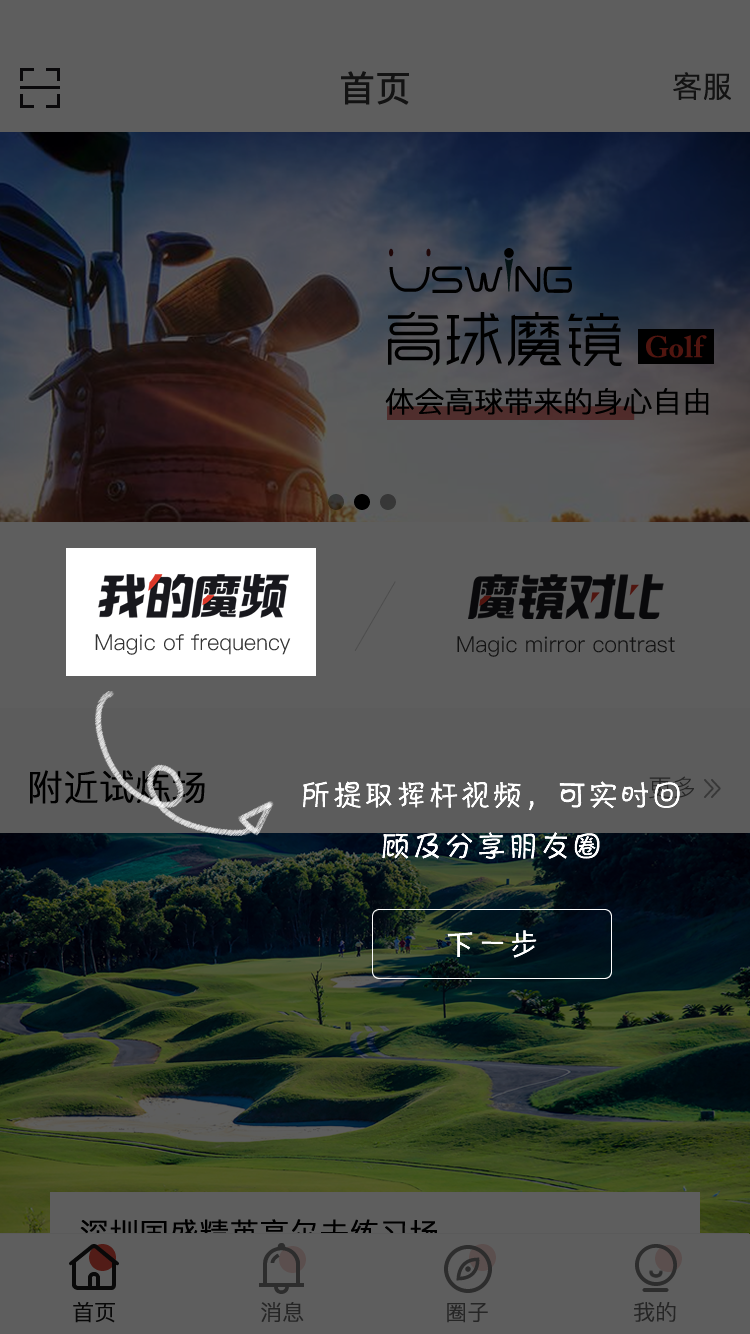 首页
客服
USWING
高球魔镜 Golf
体会高球带来的身心自由
我的魔频
Magic of frequency
魔镜对比
Magic mirror contrast
附近试炼场
更多
所提取挥杆视频，可实时回
顾及分享朋友圈
下一步
深圳国盛精英高尔夫练习场
首页
消息
圈子
我的